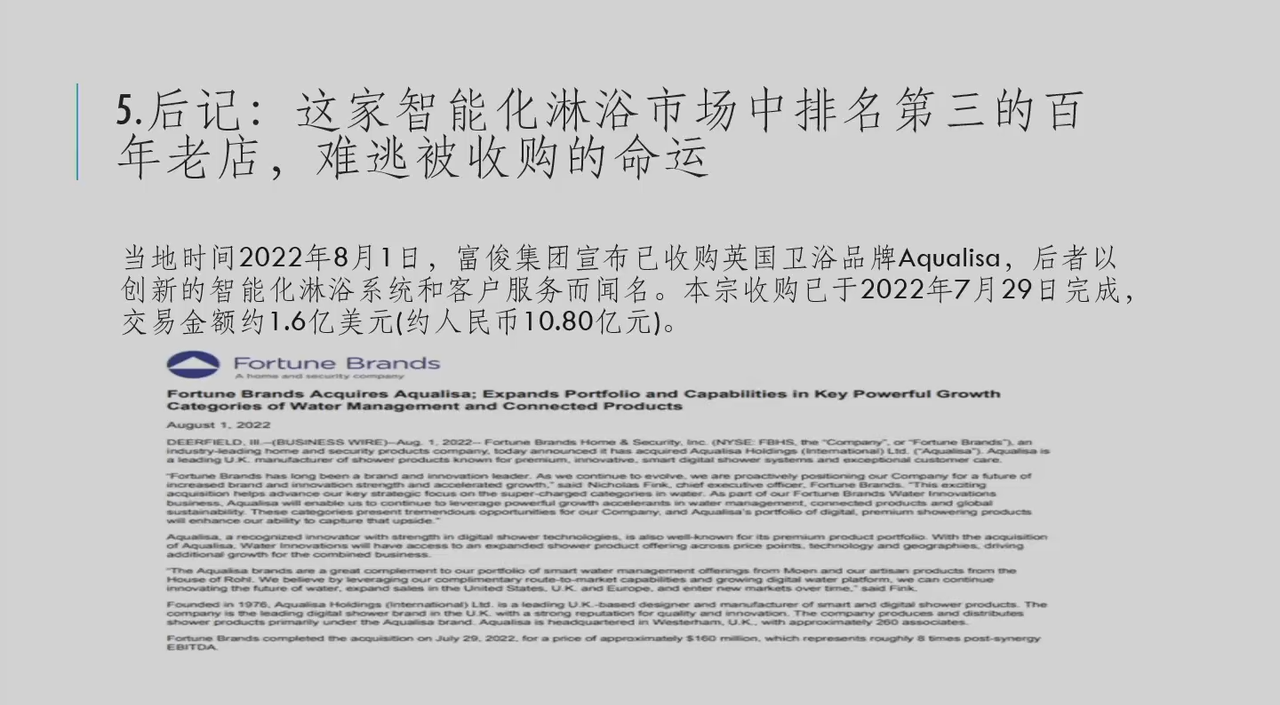 5.后记：这家智能化淋浴市场中排名第三的百
年老店，难逃被收购的命运
当地时间2022年8月1日，富俊集团宣布已收购英国卫浴品牌Aqualisa，后者以
创新的智能化淋浴系统和客户服务而闻名。本宗收购已于2022年7月29日完成，
交易金额约1.6亿美元(约人民币10.80亿元)。
Fortune Brands
A home and security company
Fortune Brands Acquires Aqualisa; Expands Portfolio and Capabilities in Key Powerful Growth
Categories of Water Management and Connected Products
August 1, 2022
DEERFIELD, Ill.--(BUSINESS WIRE)--Aug. 1, 2022-- Fortune Brands Home & Security, Inc. (NYSE: FBHS, the "Company", or "Fortune Brands"), an
industry-leading home and security products company, today announced it has acquired Aqualisa Holdings (International) Ltd. ("Aqualisa"). Aqualisa is
a leading U.K. manufacturer of shower products known for premium, innovative, smart digital shower systems and exceptional customer care.
"Fortune Brands has long been a brand and innovation leader. As we continue to evolve, we are proactively positioning our Company for a future of
increased brand and innovation strength and accelerated growth," said Nicholas Fink, chief executive officer, Fortune Brands. "This exciting
acquisition helps advance our key strategic focus on the super-charged categories in water. As part of our Fortune Brands Water Innovations
business, Aqualisa will enable us to continue to leverage powerful growth accelerants in water management, connected products and global
sustainability. These categories present tremendous opportunities for our Company, and Aqualisa's portfolio of digital, premium showering products
will enhance our ability to capture that upside."
Aqualisa, a recognized innovator with strength in digital shower technologies, is also well-known for its premium product portfolio. With the acquisition
of Aqualisa, Water Innovations will have access to an expanded shower product offering across price points, technology and geographies, driving
additional growth for the combined business.
"The Aqualisa brands are a great complement to our portfolio of smart water management offerings from Moen and our artisan products from the
House of Rohl. We believe by leveraging our complimentary route-to-market capabilities and growing digital water platform, we can continue
innovating the future of water, expand sales in the United States, U.K. and Europe, and enter new markets over time," said Fink.
Founded in 1976, Aqualisa Holdings (International) Ltd. is a leading U.K.-based designer and manufacturer of smart and digital shower products. The
company is the leading digital shower brand in the U.K. with a strong reputation for quality and innovation. The company produces and distributes
shower products primarily under the Aqualisa brand. Aqualisa is headquartered in Westerham, U.K., with approximately 260 associates.
Fortune Brands completed the acquisition on July 29, 2022, for a price of approximately $160 million, which represents roughly 8 times post-synergy
EBITDA.